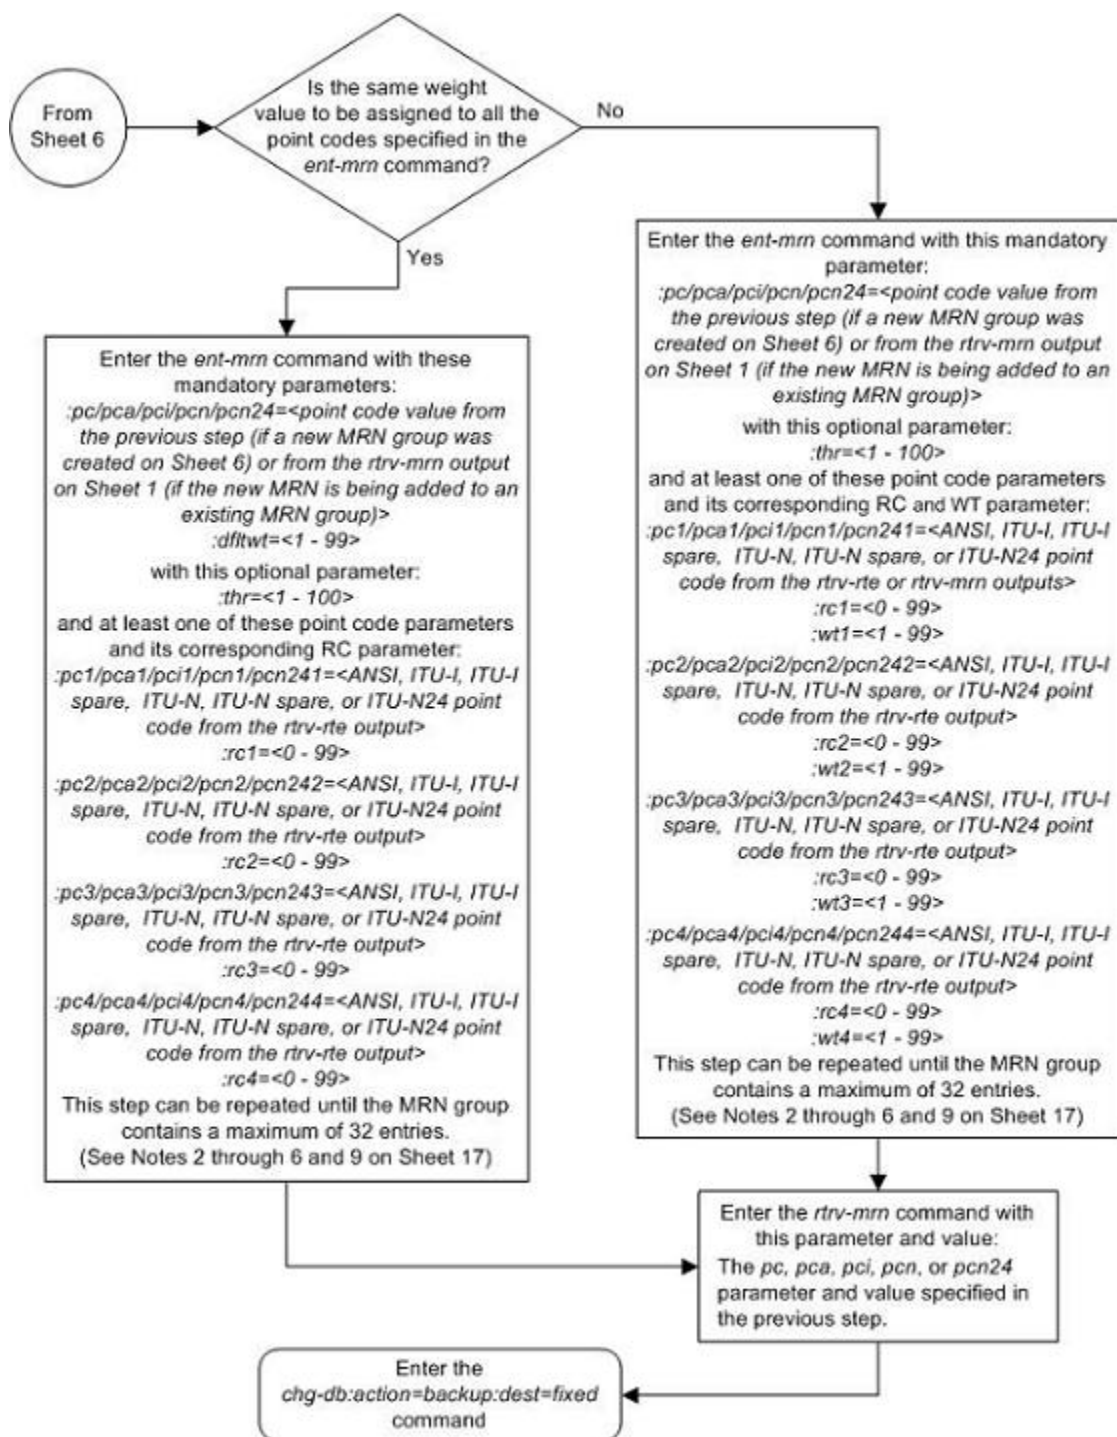 From
Sheet 6
Is the same weight
value to be assigned to all the
point codes specified in the
ent-mrn command?
No
Yes
Enter the ent-mrn command with these
mandatory parameters:
:pc/pca/pci/pcn/pcn24=<point code value from
the previous step (if a new MRN group was
created on Sheet 6) or from the rtrv-mrn output
on Sheet 1 (if the new MRN is being added to an
existing MRN group)>
:dfltwt=<1 - 99>
with this optional parameter:
:thr=<1 - 100>
and at least one of these point code parameters
and its corresponding RC parameter:
:pc1/pca1/pci1/pcn1/pcn241=<ANSI, ITU-I, ITU-I
spare, ITU-N, ITU-N spare, or ITU-N24 point
code from the rtrv-rte output>
:rc1=<0 - 99>
:pc2/pca2/pci2/pcn2/pcn242=<ANSI, ITU-I, ITU-I
spare, ITU-N, ITU-N spare, or ITU-N24 point
code from the rtrv-rte output>
:rc2=<0 - 99>
:pc3/pca3/pci3/pcn3/pcn243=<ANSI, ITU-I, ITU-I
spare, ITU-N, ITU-N spare, or ITU-N24 point
code from the rtrv-rte output>
:rc3=<0 - 99>
:pc4/pca4/pci4/pcn4/pcn244=<ANSI, ITU-I, ITU-I
spare, ITU-N, ITU-N spare, or ITU-N24 point
code from the rtrv-rte output>
:rc4=<0 - 99>
This step can be repeated until the MRN group
contains a maximum of 32 entries.
(See Notes 2 through 6 and 9 on Sheet 17)
Enter the ent-mrn command with this mandatory
parameter:
:pc/pca/pci/pcn/pcn24=<point code value from
the previous step (if a new MRN group was
created on Sheet 6) or from the rtrv-mrn output
on Sheet 1 (if the new MRN is being added to an
existing MRN group)>
with this optional parameter:
:thr=<1 - 100>
and at least one of these point code parameters
and its corresponding RC and WT parameter:
:pc1/pca1/pci1/pcn1/pcn241=<ANSI, ITU-I, ITU-I
spare, ITU-N, ITU-N spare, or ITU-N24 point
code from the rtrv-rte or rtrv-mrn outputs>
:rc1=<0 - 99>
:wt1=<1 - 99>
:pc2/pca2/pci2/pcn2/pcn242=<ANSI, ITU-I, ITU-I
spare, ITU-N, ITU-N spare, or ITU-N24 point
code from the rtrv-rte output>
:rc2=<0 - 99>
:wt2=<1 - 99>
:pc3/pca3/pci3/pcn3/pcn243=<ANSI, ITU-I, ITU-I
spare, ITU-N, ITU-N spare, or ITU-N24 point
code from the rtrv-rte output>
:rc3=<0 - 99>
:wt3=<1 - 99>
:pc4/pca4/pci4/pcn4/pcn244=<ANSI, ITU-I, ITU-I
spare, ITU-N, ITU-N spare, or ITU-N24 point
code from the rtrv-rte output>
:rc4=<0 - 99>
:wt4=<1 - 99>
This step can be repeated until the MRN group
contains a maximum of 32 entries.
(See Notes 2 through 6 and 9 on Sheet 17)
Enter the rtrv-mrn command with
this parameter and value:
The pc, pca, pci, pcn, or pcn24
parameter and value specified in
the previous step.
Enter the
chg-db:action=backup:dest=fixed
command